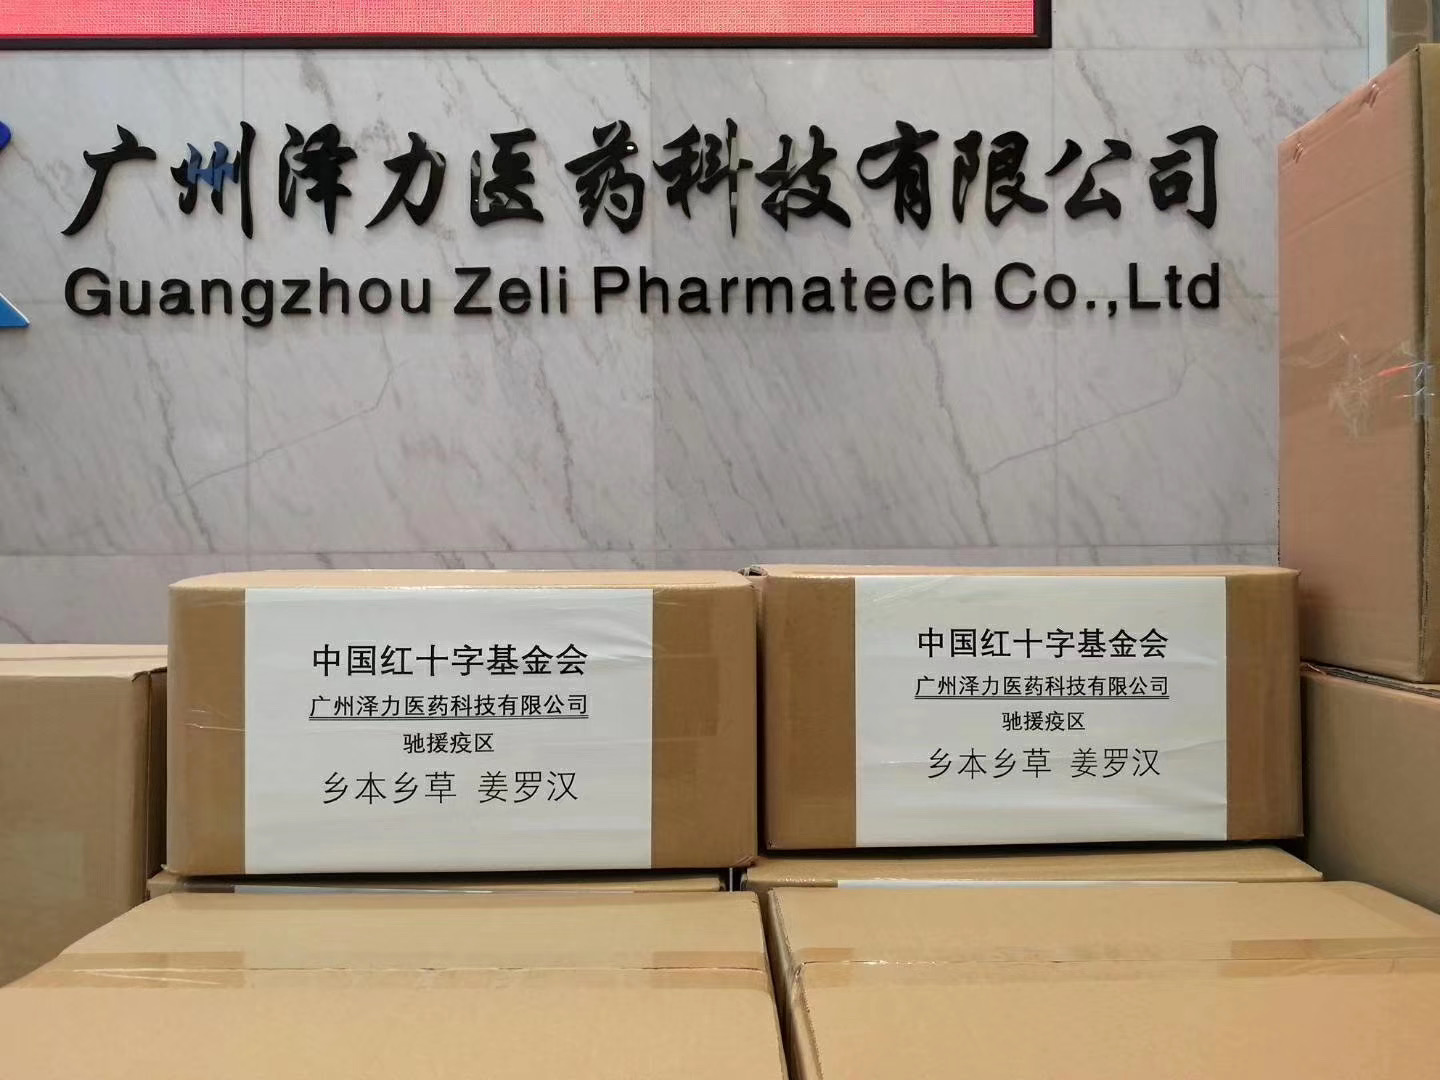 广州泽力医药科技有限公司
Guangzhou Zeli Pharmatech Co.,Ltd
中国红十字基金会
广州泽力医药科技有限公司
驰援疫区
乡本乡草 姜罗汉
中国红十字基金会
广州泽力医药科技有限公司
驰援疫区
乡本乡草 姜罗汉